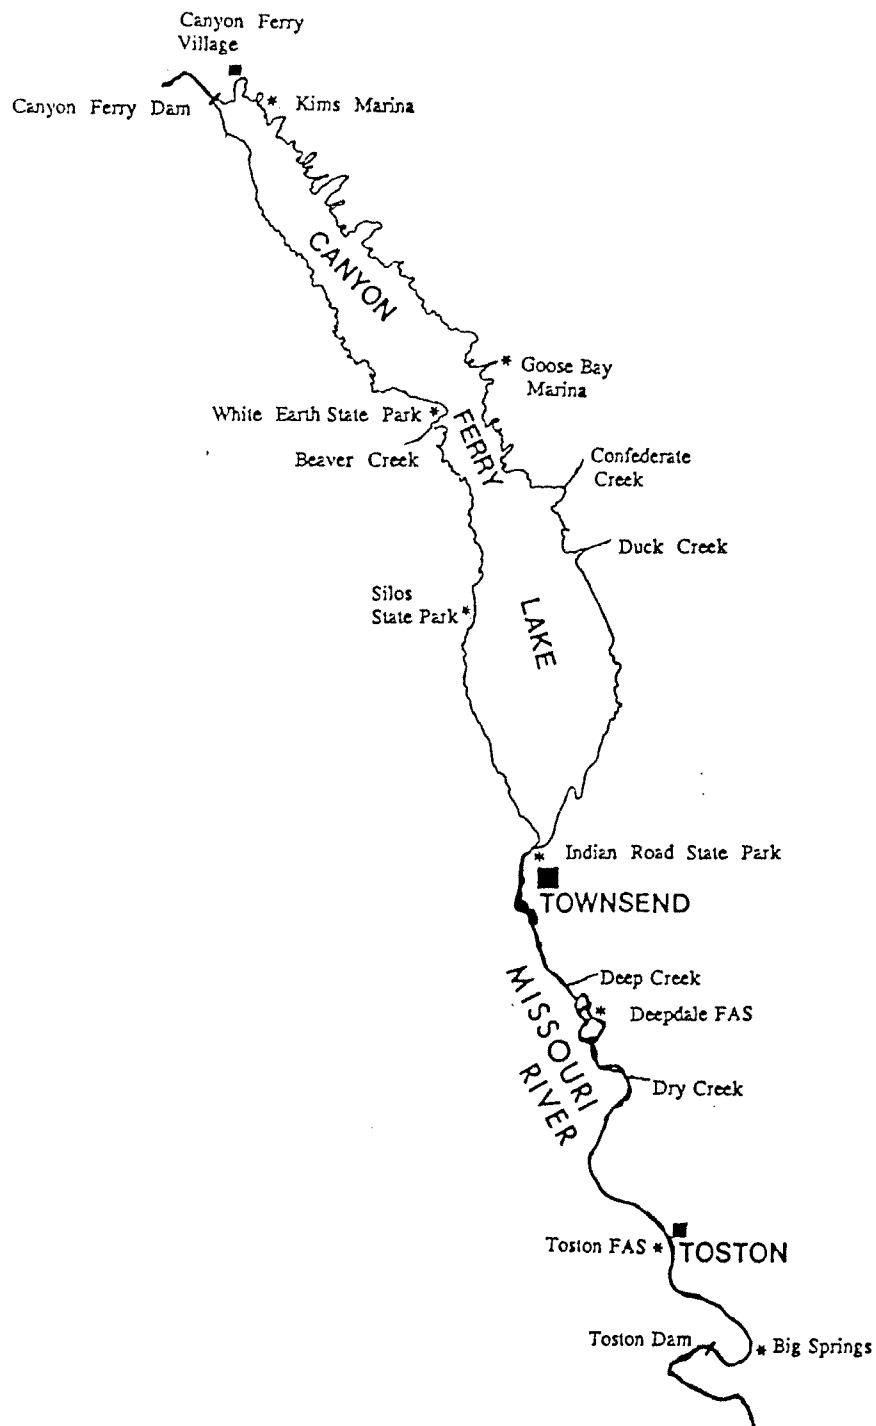 Canyon Ferry
Village
Canyon Ferry Dam
* Kims Marina
CANYON
* Goose Bay
Marina
White Earth State Park *
FERRY
Beaver Creek
Confederate
Creek
Duck Creek
Silos
State Park *
LAKE
* Indian Road State Park
TOWNSEND
MISSOURI
RIVER
Deep Creek
* Deepdale FAS
Dry Creek
Toston FAS *
TOSTON
Toston Dam
* Big Springs